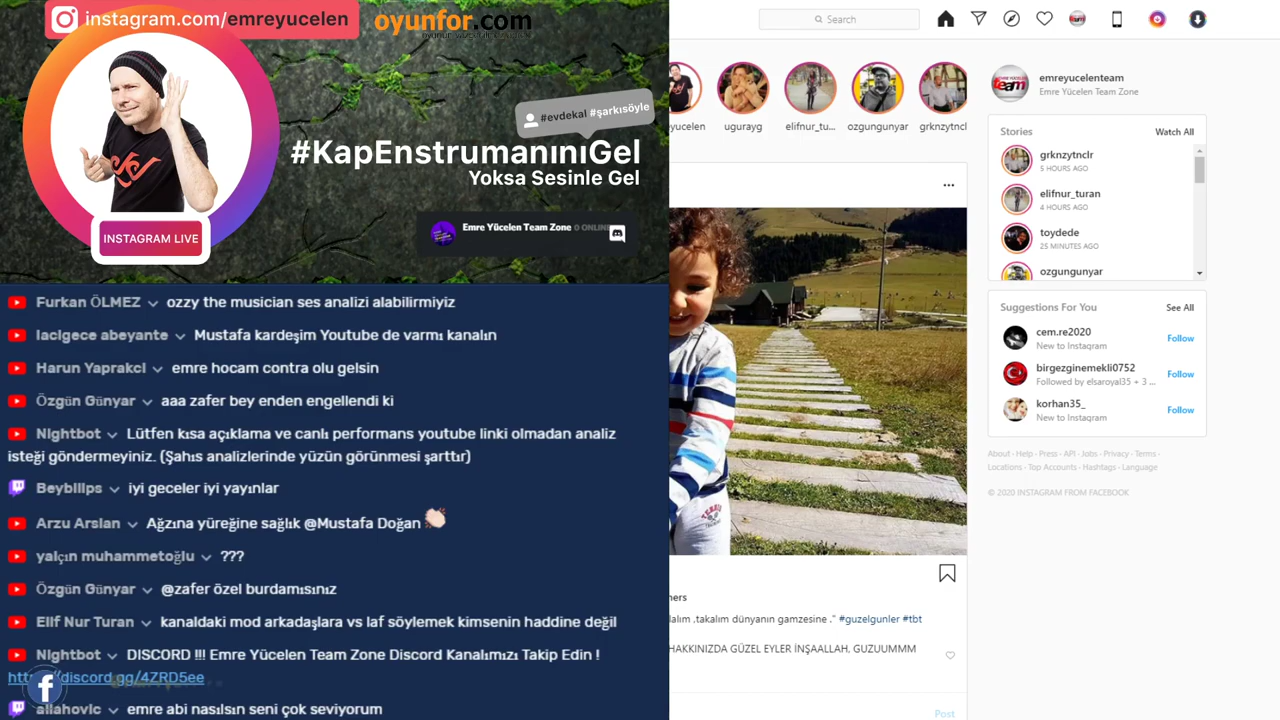 instagram.com/emreyucelen
oyunfor.com
#evdekal #şarkısöyle
#KapEnstrumanınıGel
Yoksa Sesinle Gel
Emre Yücelen Team Zone 0 ONLINE
INSTAGRAM LIVE
Furkan ÖLMEZ ozzy the musician ses analizi alabilirmiyiz
lacigece abeyante Mustafa kardeşim Youtube de varmı kanalın
Harun Yaprakcı emre hocam contra olu gelsin
Özgün Günyar aaa zafer bey enden engellendi ki
Nightbot Lütfen kısa açıklama ve canlı performans youtube linki olmadan analiz
isteği göndermeyiniz. (Şahıs analizlerinde yüzün görünmesi şarttır)
Beybllips iyi geceler iyi yayınlar
Arzu Arslan Ağzına yüreğine sağlık @Mustafa Doğan
yalçın muhammetoğlu ???
Özgün Günyar @zafer özel burdamısınız
Elif Nur Turan kanaldaki mod arkadaşlara vs laf söylemek kimsenin haddine değil
Nightbot DISCORD !!! Emre Yücelen Team Zone Discord Kanalımızı Takip Edin !
discord.gg/4ZRD5ee
allahovic emre abi nasılsın seni çok seviyorum
Search
ucelen
ugurayg
elifnur_tu...
ozgungunyar
grknzytnclr
...
ners
lalım ,takalım dünyanın gamzesine ." #guzelgunler #tbt
HAKKINIZDA GÜZEL EYLER İNŞAALLAH, GUZUUMMM
Post
emreyucelenteam
Emre Yücelen Team Zone
Stories Watch All
grknzytnclr
5 HOURS AGO
elifnur_turan
4 HOURS AGO
toydede
25 MINUTES AGO
ozgungunyar
Suggestions For You See All
cem.re2020
New to Instagram
Follow
birgezginemekli0752
Followed by elsaroyal35 + 3 ...
Follow
korhan35_
New to Instagram
Follow
About · Help · Press · API · Jobs · Privacy · Terms ·
Locations · Top Accounts · Hashtags · Language
© 2020 INSTAGRAM FROM FACEBOOK